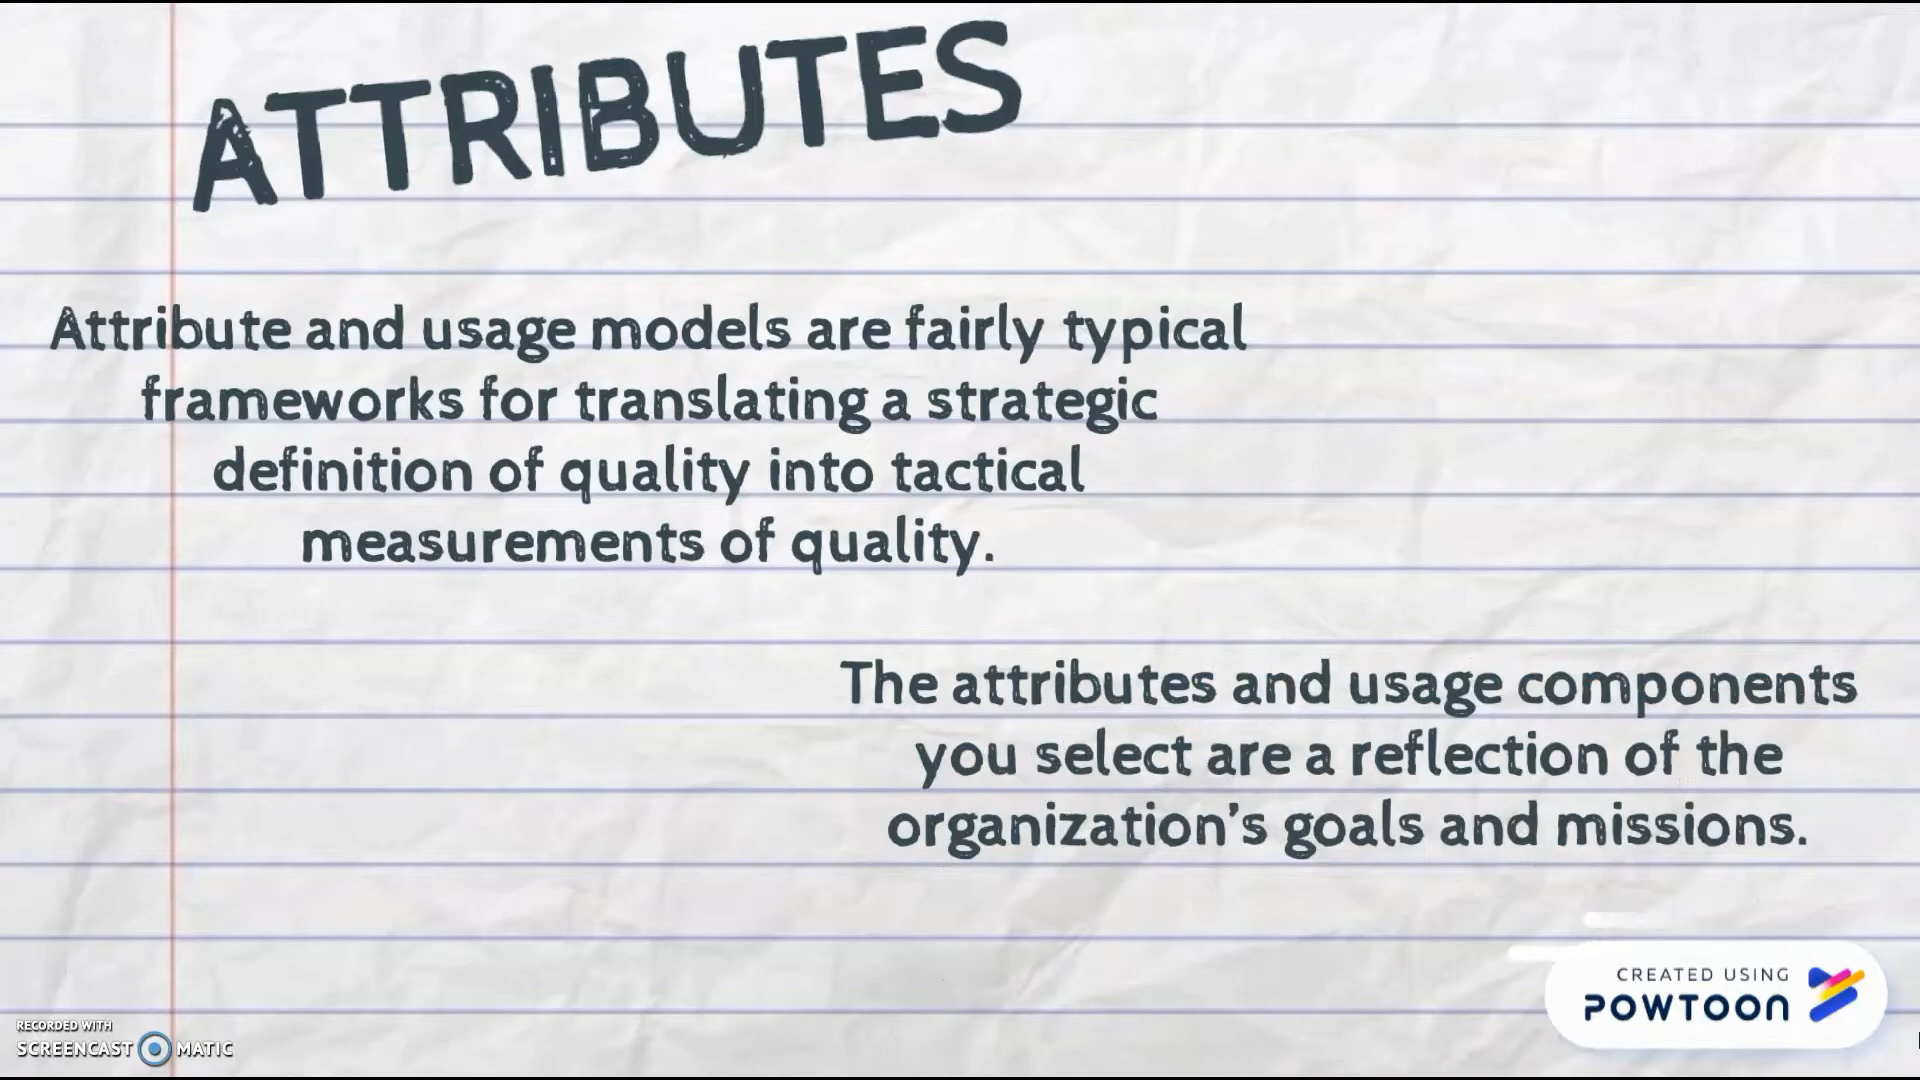 ATTRIBUTES
Attribute and usage models are fairly typical
frameworks for translating a strategic
definition of quality into tactical
measurements of quality.
The attributes and usage components
you select are a reflection of the
organization's goals and missions.
CREATED USING
POWTOON
RECORDED WITH
SCREENCAST MATIC